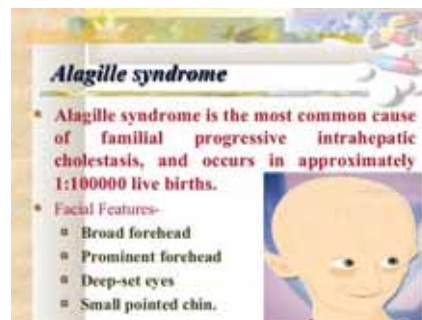 Alagille syndrome
Alagille syndrome is the most common cause
of familial progressive intrahepatic
cholestasis, and occurs in approximately
1:100000 live births.
Facial Features-
Broad forehead
Prominent forehead
Deep-set eyes
Small pointed chin.